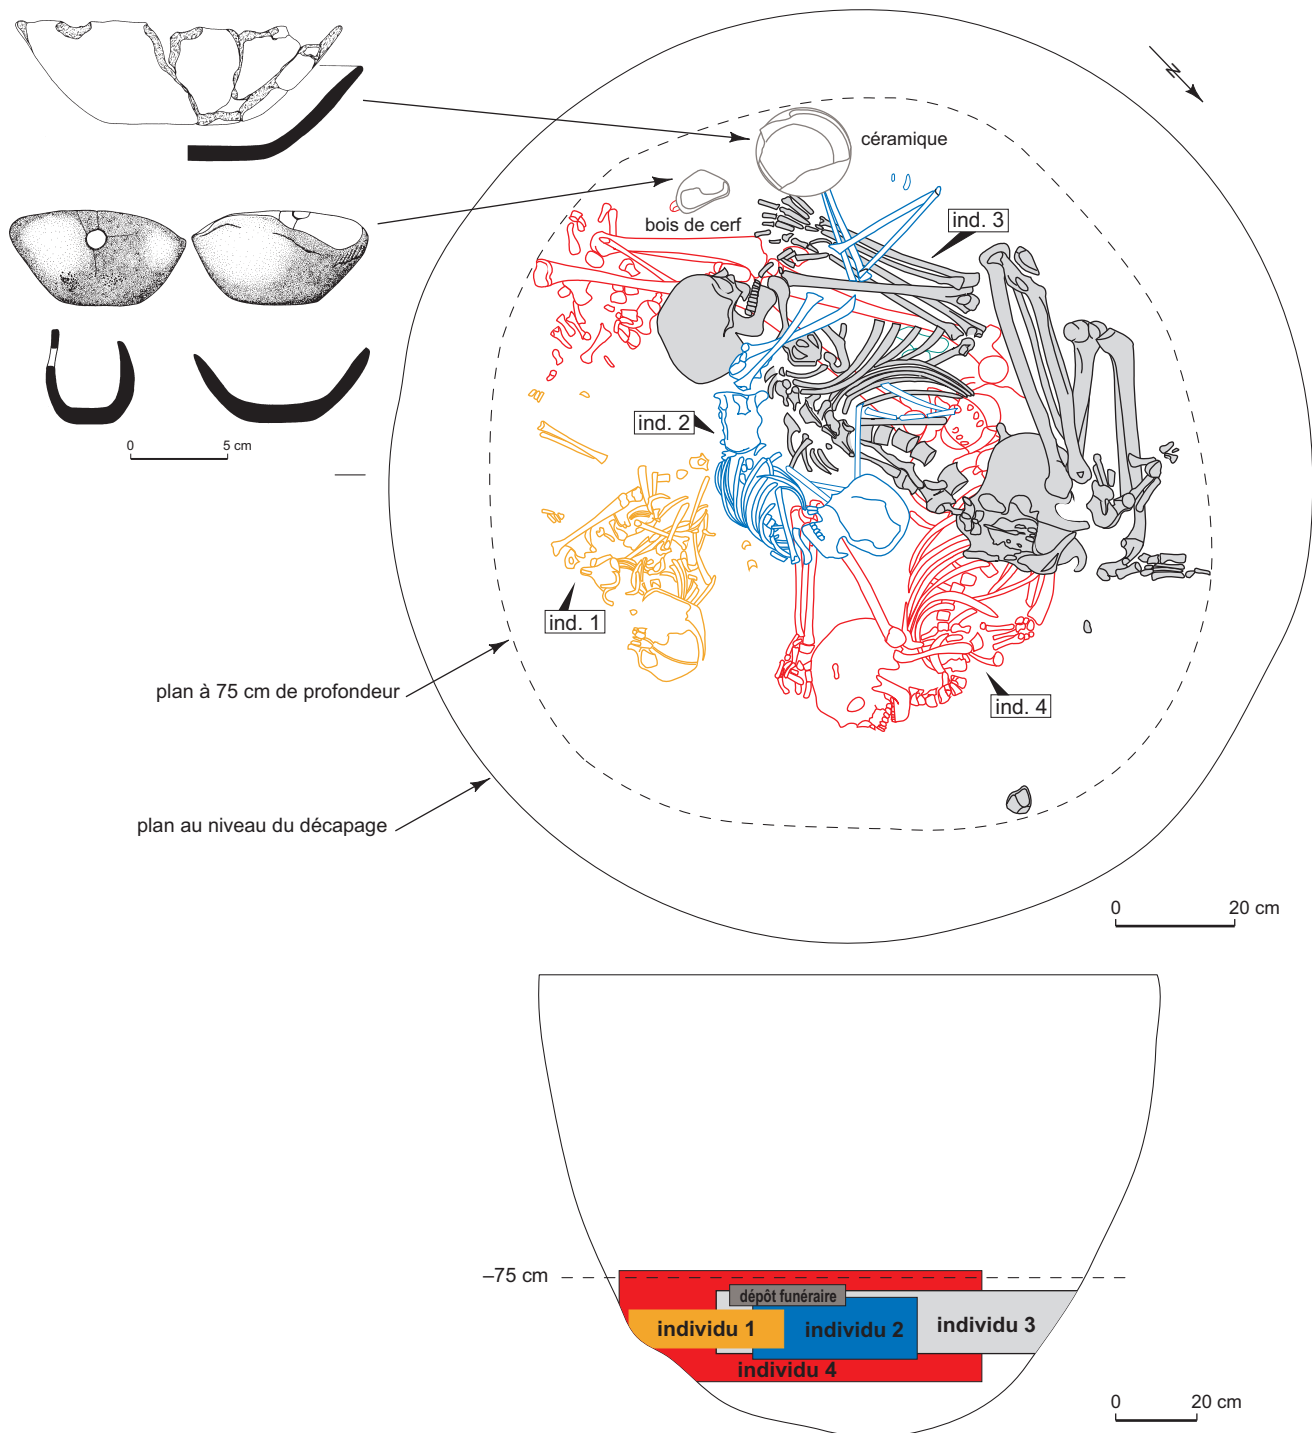 N
céramique
bois de cerf
ind. 3
ind. 2
0 5 cm
ind. 1
plan à 75 cm de profondeur
ind. 4
plan au niveau du décapage
0 20 cm
–75 cm
dépôt funéraire
individu 1
individu 2
individu 3
individu 4
0 20 cm